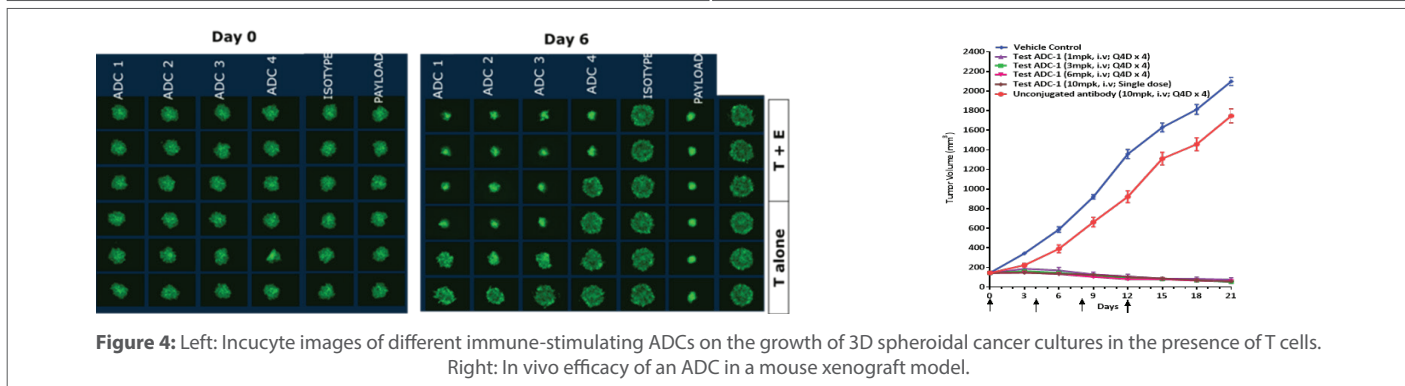 Day 0
Day 6
ADC 1
ADC 2
ADC 3
ADC 4
ISOTYPE
PAYLOAD
ADC 1
ADC 2
ADC 3
ADC 4
ISOTYPE
PAYLOAD
T + E
T alone
Vehicle Control
Test ADC-1 (1mpk, i.v; Q4D x 4)
Test ADC-1 (3mpk, i.v; Q4D x 4)
Test ADC-1 (6mpk, i.v; Q4D x 4)
Test ADC-1 (10mpk, i.v; Single dose)
Unconjugated antibody (10mpk, i.v; Q4D x 4)
Tumor Volume (mm³)
2400
2200
2000
1800
1600
1400
1200
1000
800
600
400
200
0
0 3 6 9 12 15 18 21
Days
Figure 4: Left: Incucyte images of different immune-stimulating ADCs on the growth of 3D spheroidal cancer cultures in the presence of T cells.
Right: In vivo efficacy of an ADC in a mouse xenograft model.